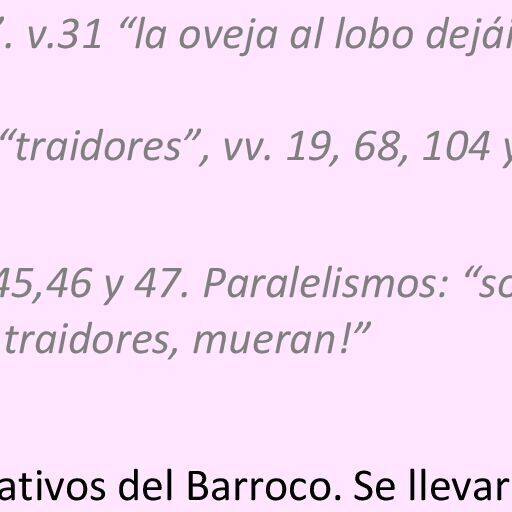 ”. v.31 “la oveja al lobo dejái
“traidores”, vv. 19, 68, 104 y
45,46 y 47. Paralelismos: “so
traidores, mueran!”
ativos del Barroco. Se llevar